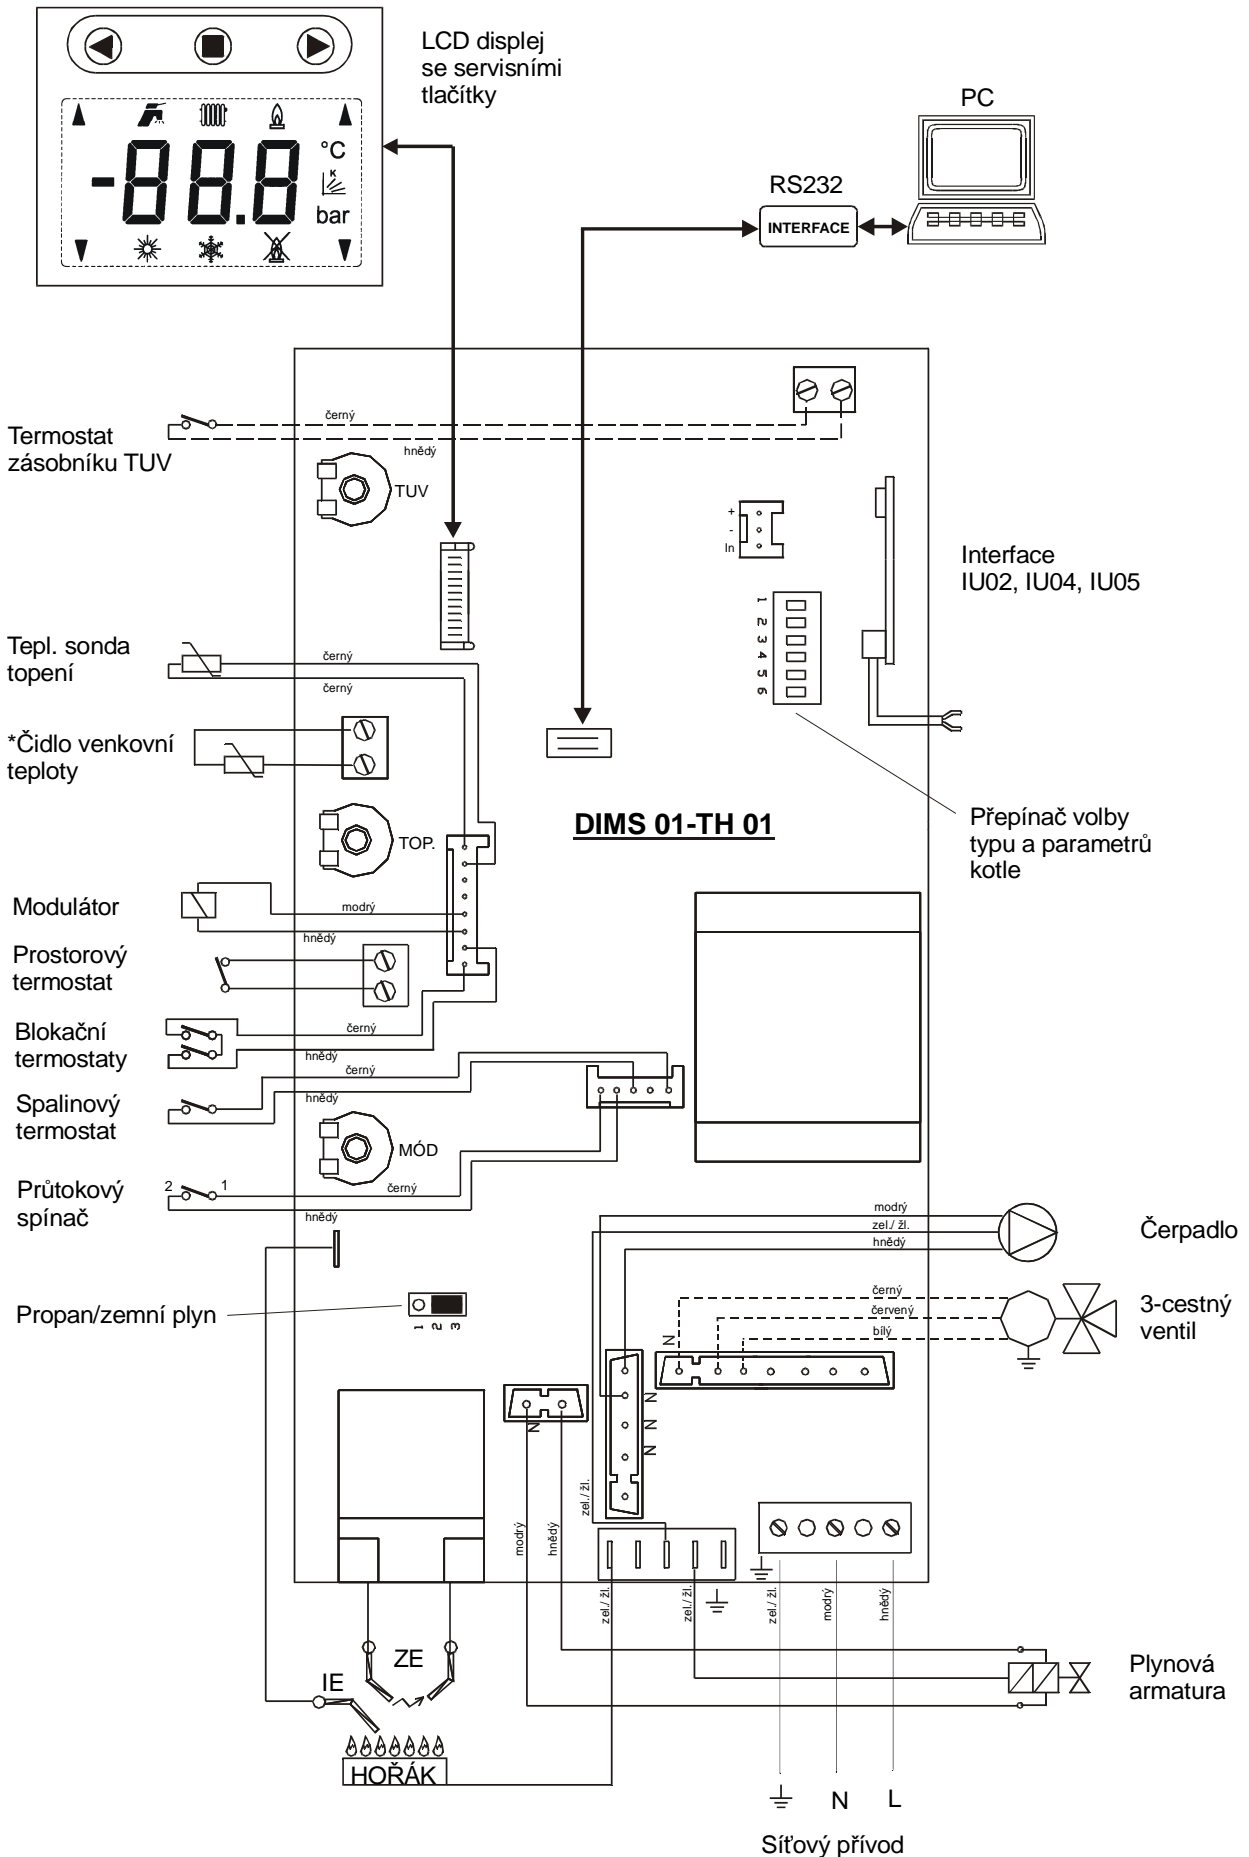 LCD displej
se servisními
tlačítky
-88.8
°C
K
bar
PC
RS232
INTERFACE
Termostat
zásobníku TUV
černý
hnědý
TUV
+
-
In
Interface
IU02, IU04, IU05
1
2
3
4
5
6
Tepl. sonda
topení
černý
černý
*Čidlo venkovní
teploty
DIMS 01-TH 01
Přepínač volby
typu a parametrů
kotle
TOP.
Modulátor
modrý
hnědý
Prostorový
termostat
Blokační
termostaty
černý
hnědý
Spalinový
termostat
černý
hnědý
MÓD
Průtokový
spínač
2
1
černý
hnědý
modrý
zel./ žl.
hnědý
Čerpadlo
černý
červený
bílý
3-cestný
ventil
Propan/zemní plyn
1
2
3
N
N
N
N
N
zel./ žl.
modrý
hnědý
zel./ žl.
zel./ žl.
zel./ žl.
modrý
hnědý
ZE
IE
HOŘÁK
Plynová
armatura
N
L
Síťový přívod